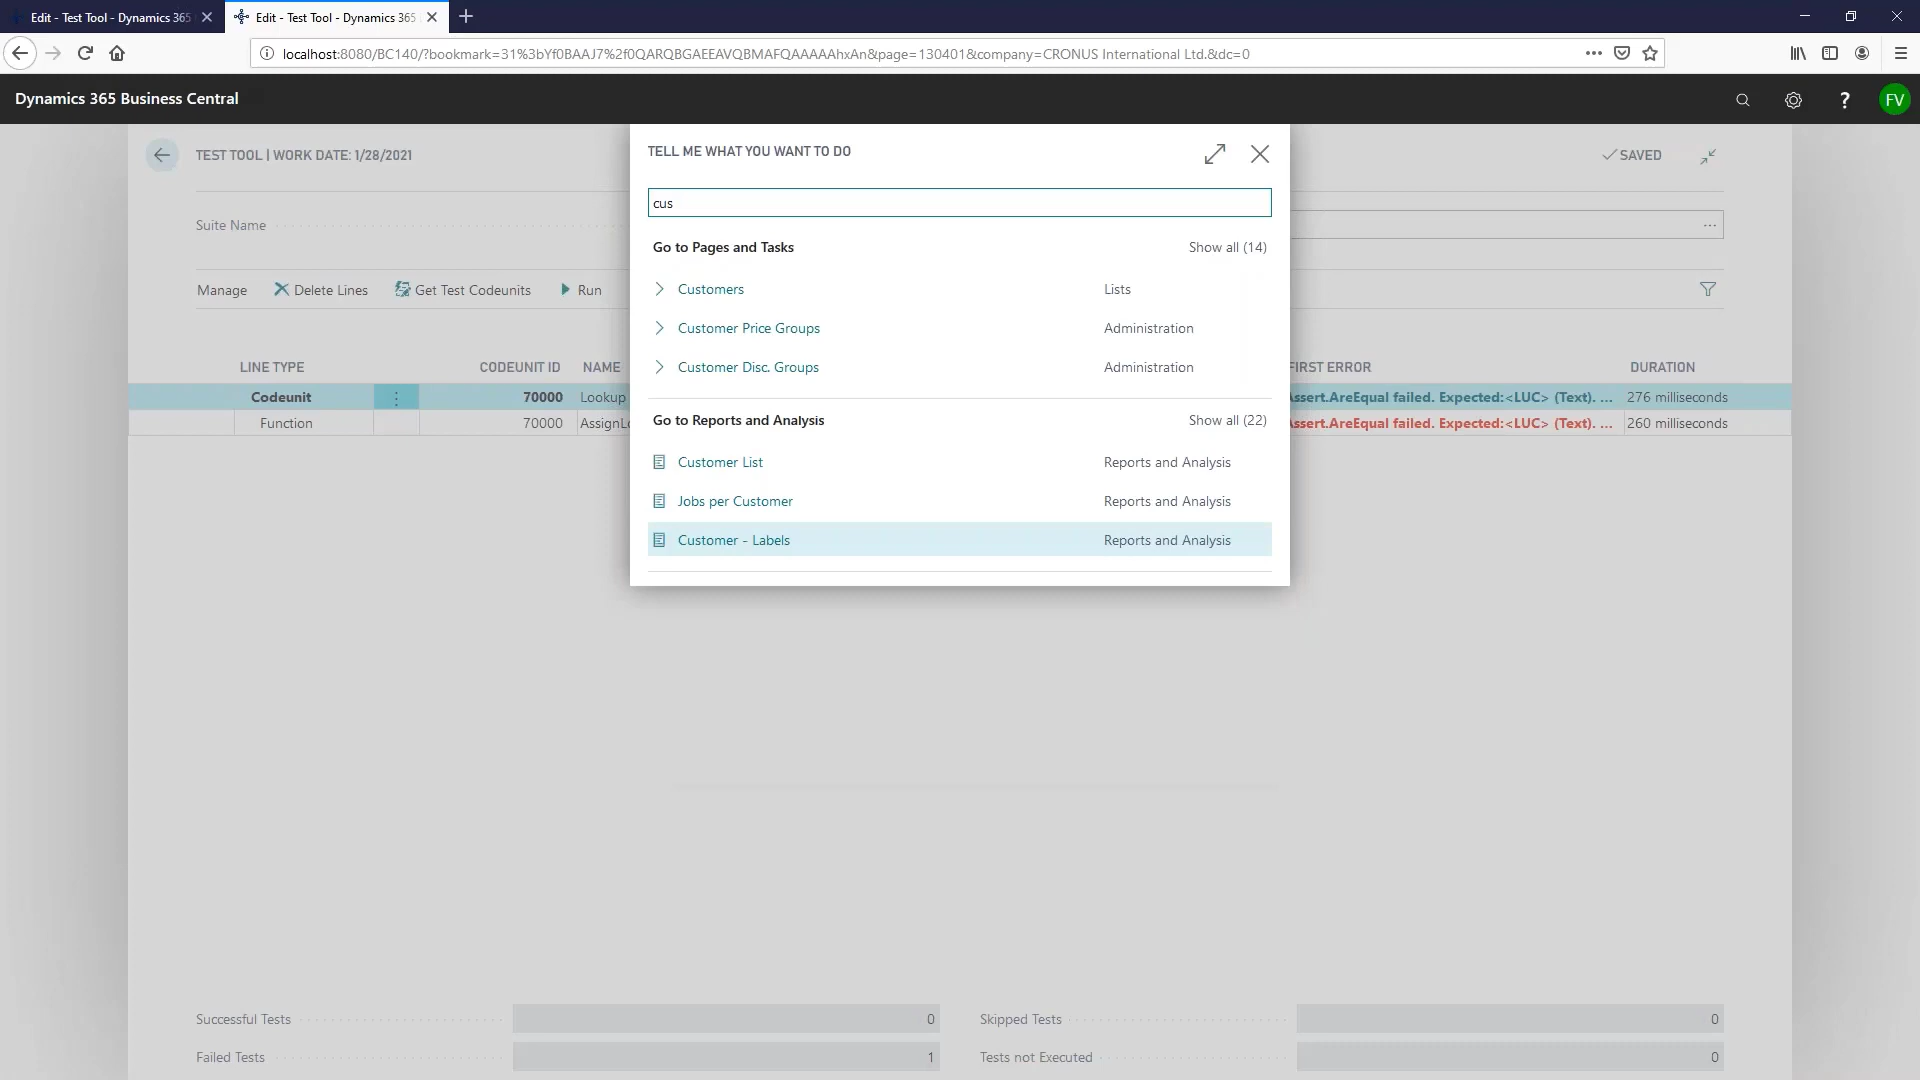 Edit - Test Tool - Dynamics 365
Edit - Test Tool - Dynamics 365
localhost:8080/BC140/?bookmark=31%3bYf0BAAJ7%2f0QARQBGAEEAVQBMAFQAAAAAhxAn&page=130401&company=CRONUS International Ltd.&dc=0
Dynamics 365 Business Central
?
FV
TEST TOOL | WORK DATE: 1/28/2021
SAVED
TELL ME WHAT YOU WANT TO DO
cus
Suite Name
Go to Pages and Tasks Show all (14)
Manage Delete Lines Get Test Codeunits Run
Customers Lists
Customer Price Groups Administration
Customer Disc. Groups Administration
LINE TYPE CODEUNIT ID NAME FIRST ERROR DURATION
Codeunit 70000 Lookup Assert.AreEqual failed. Expected:<LUC> (Text). ... 276 milliseconds
Function 70000 AssignLo Assert.AreEqual failed. Expected:<LUC> (Text). ... 260 milliseconds
Go to Reports and Analysis Show all (22)
Customer List Reports and Analysis
Jobs per Customer Reports and Analysis
Customer - Labels Reports and Analysis
Successful Tests 0 Skipped Tests 0
Failed Tests 1 Tests not Executed 0